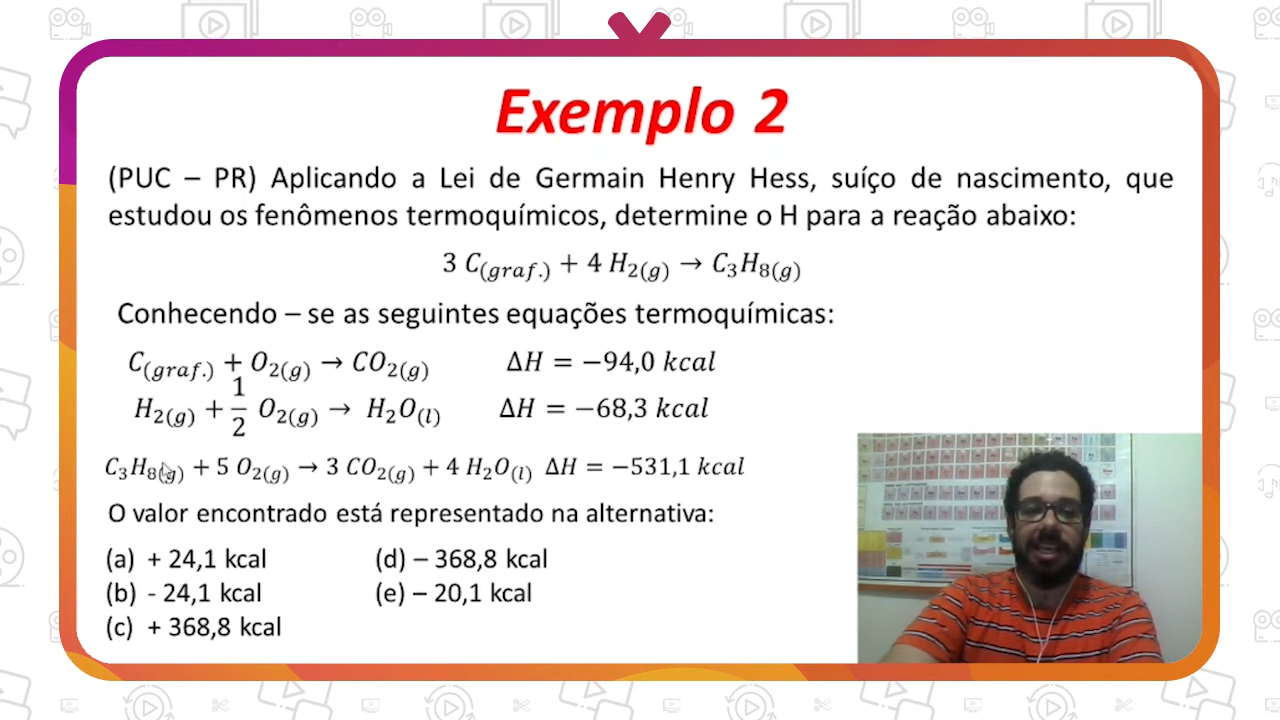 Exemplo 2
(PUC – PR) Aplicando a Lei de Germain Henry Hess, suíço de nascimento, que
estudou os fenômenos termoquímicos, determine o H para a reação abaixo:
3 C(graf.) + 4 H2(g) → C3H8(g)
Conhecendo – se as seguintes equações termoquímicas:
C(graf.) + O2(g) → CO2(g) ΔH = −94,0 kcal
H2(g) + 1/2 O2(g) → H2O(l) ΔH = −68,3 kcal
C3H8(g) + 5 O2(g) → 3 CO2(g) + 4 H2O(l) ΔH = −531,1 kcal
O valor encontrado está representado na alternativa:
(a) + 24,1 kcal (d) – 368,8 kcal
(b) - 24,1 kcal (e) – 20,1 kcal
(c) + 368,8 kcal